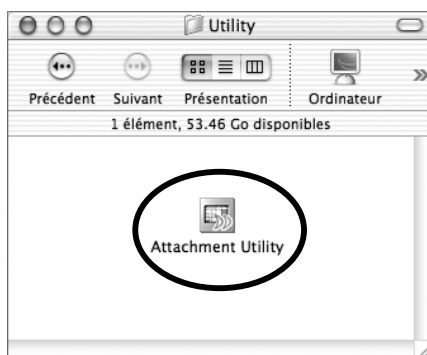 Utility
Précédent Suivant Présentation Ordinateur
1 élément, 53.46 Go disponibles
Attachment Utility